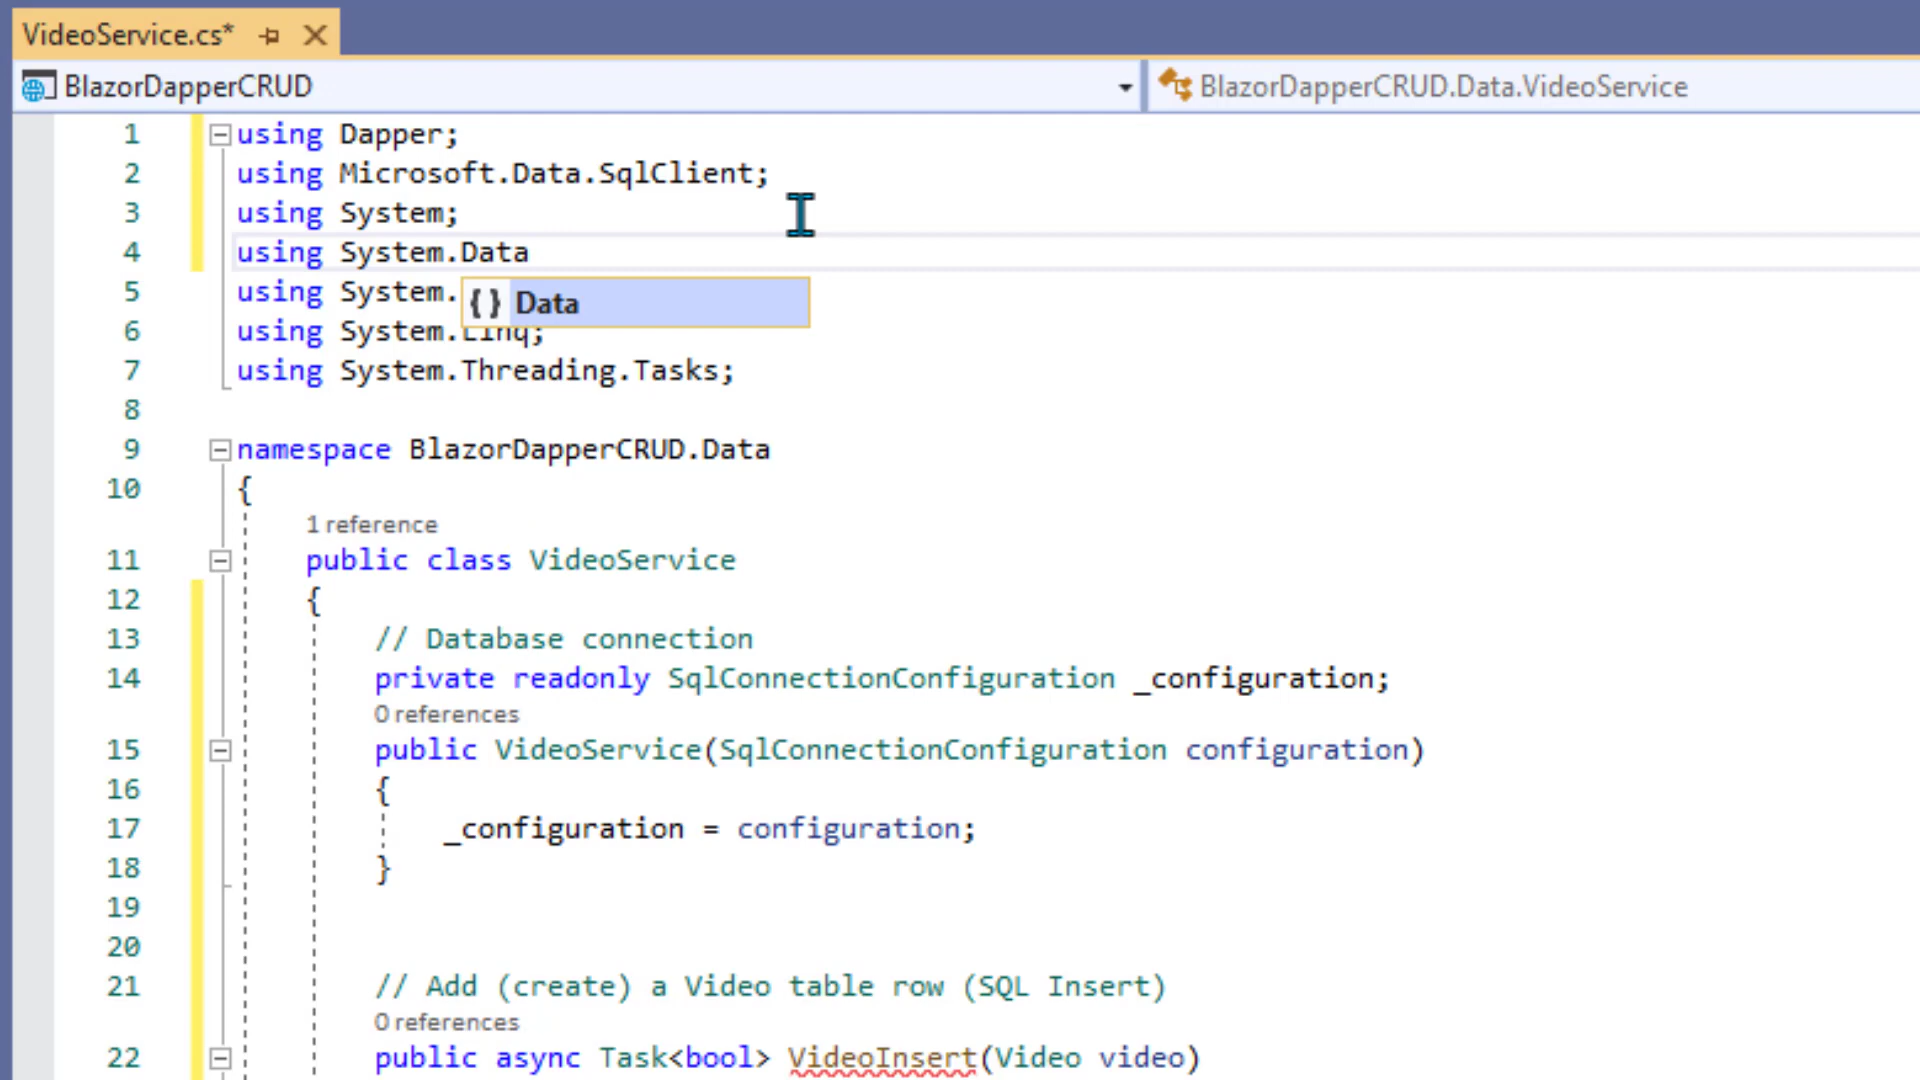 VideoService.cs*
BlazorDapperCRUD
BlazorDapperCRUD.Data.VideoService
1 using Dapper;
2 using Microsoft.Data.SqlClient;
3 using System;
4 using System.Data
5 using System.
{ } Data
6 using System.Linq;
7 using System.Threading.Tasks;
8
9 namespace BlazorDapperCRUD.Data
10 {
1 reference
11 public class VideoService
12 {
13 // Database connection
14 private readonly SqlConnectionConfiguration _configuration;
0 references
15 public VideoService(SqlConnectionConfiguration configuration)
16 {
17 _configuration = configuration;
18 }
19
20
21 // Add (create) a Video table row (SQL Insert)
0 references
22 public async Task<bool> VideoInsert(Video video)